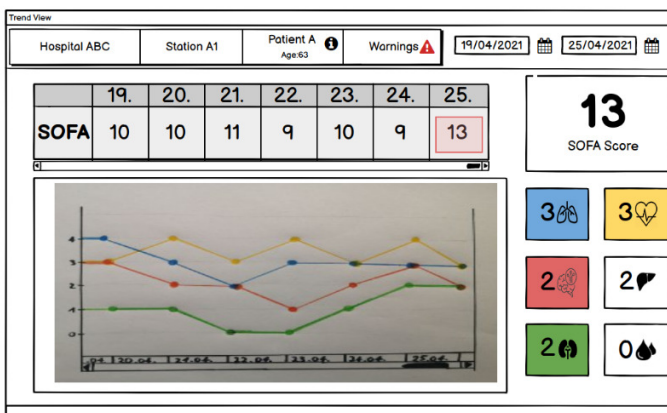 Trend View
Hospital ABC Station A1 Patient A Age:63 Warnings 19/04/2021 25/04/2021
19. 20. 21. 22. 23. 24. 25.
SOFA 10 10 11 9 10 9 13
13
SOFA Score
3 3
2 2
2 0
4
3
2
1
0
.04. 20.04. 21.04. 22.04. 23.04. 24.04. 25.04.